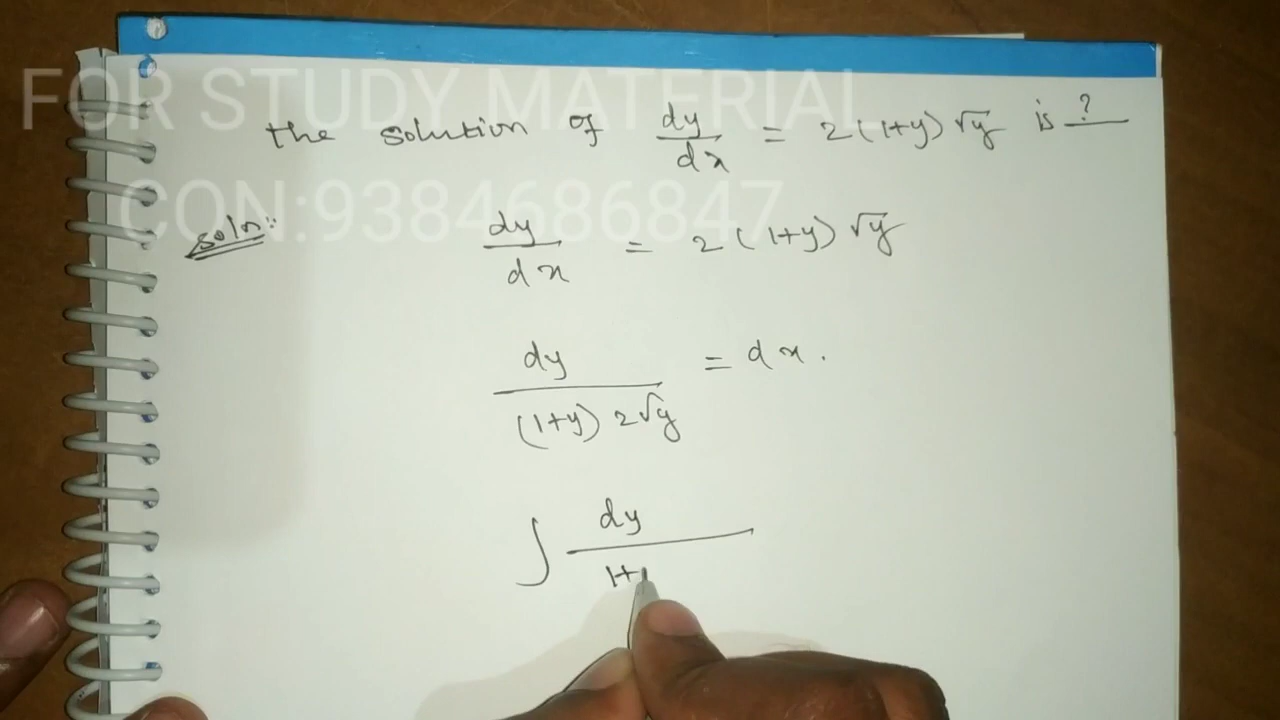 FOR STUDY MATERIAL
CON:9384686847
the solution of dy/dx = 2(1+y)√y is ?
Soln:
dy/dx = 2(1+y)√y
dy/(1+y)2√y = dx.
∫ dy/1+